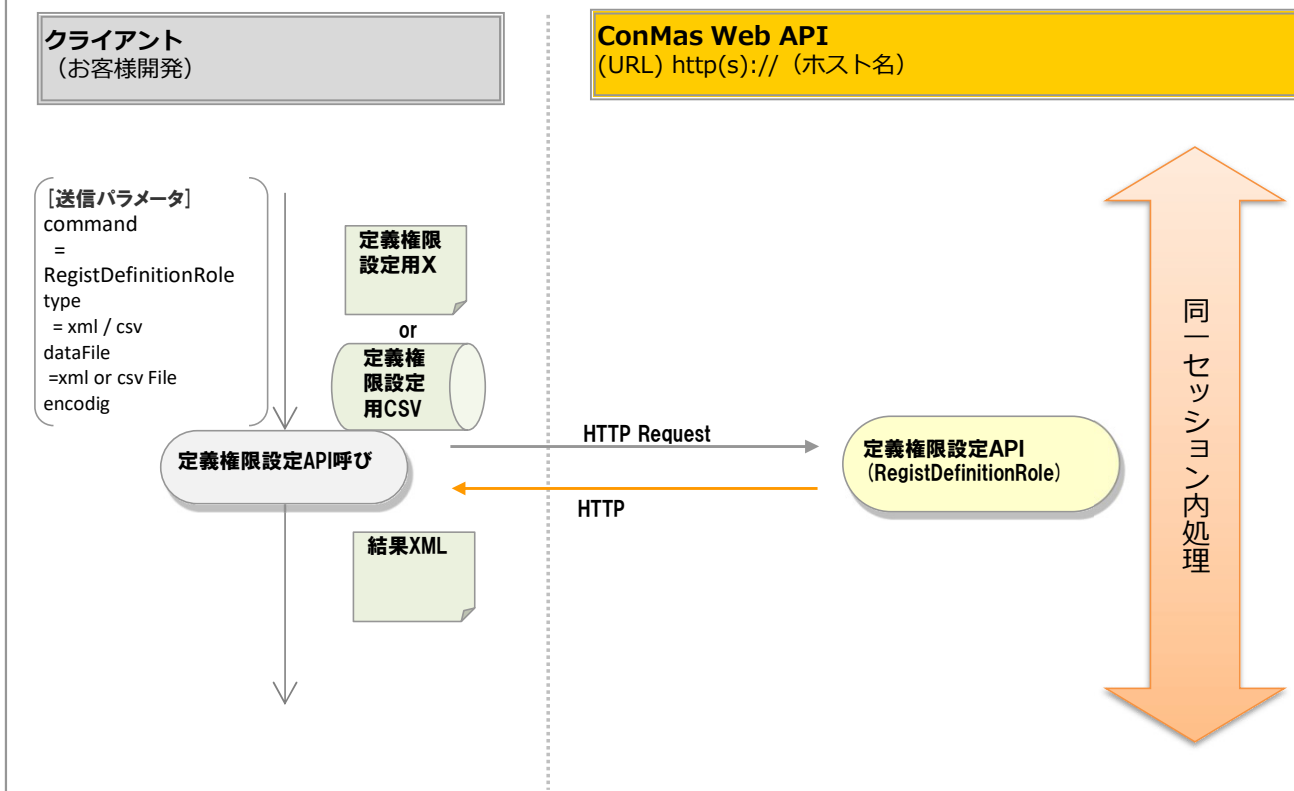 クライアント
（お客様開発）
ConMas Web API
(URL) http(s)://（ホスト名）
[送信パラメータ]
command
=
RegistDefinitionRole
type
= xml / csv
dataFile
=xml or csv File
encodig
定義権限
設定用X
or
定義権
限設定
用CSV
定義権限設定API呼び
HTTP Request
HTTP
定義権限設定API
（RegistDefinitionRole）
結果XML
同一セッション内処理